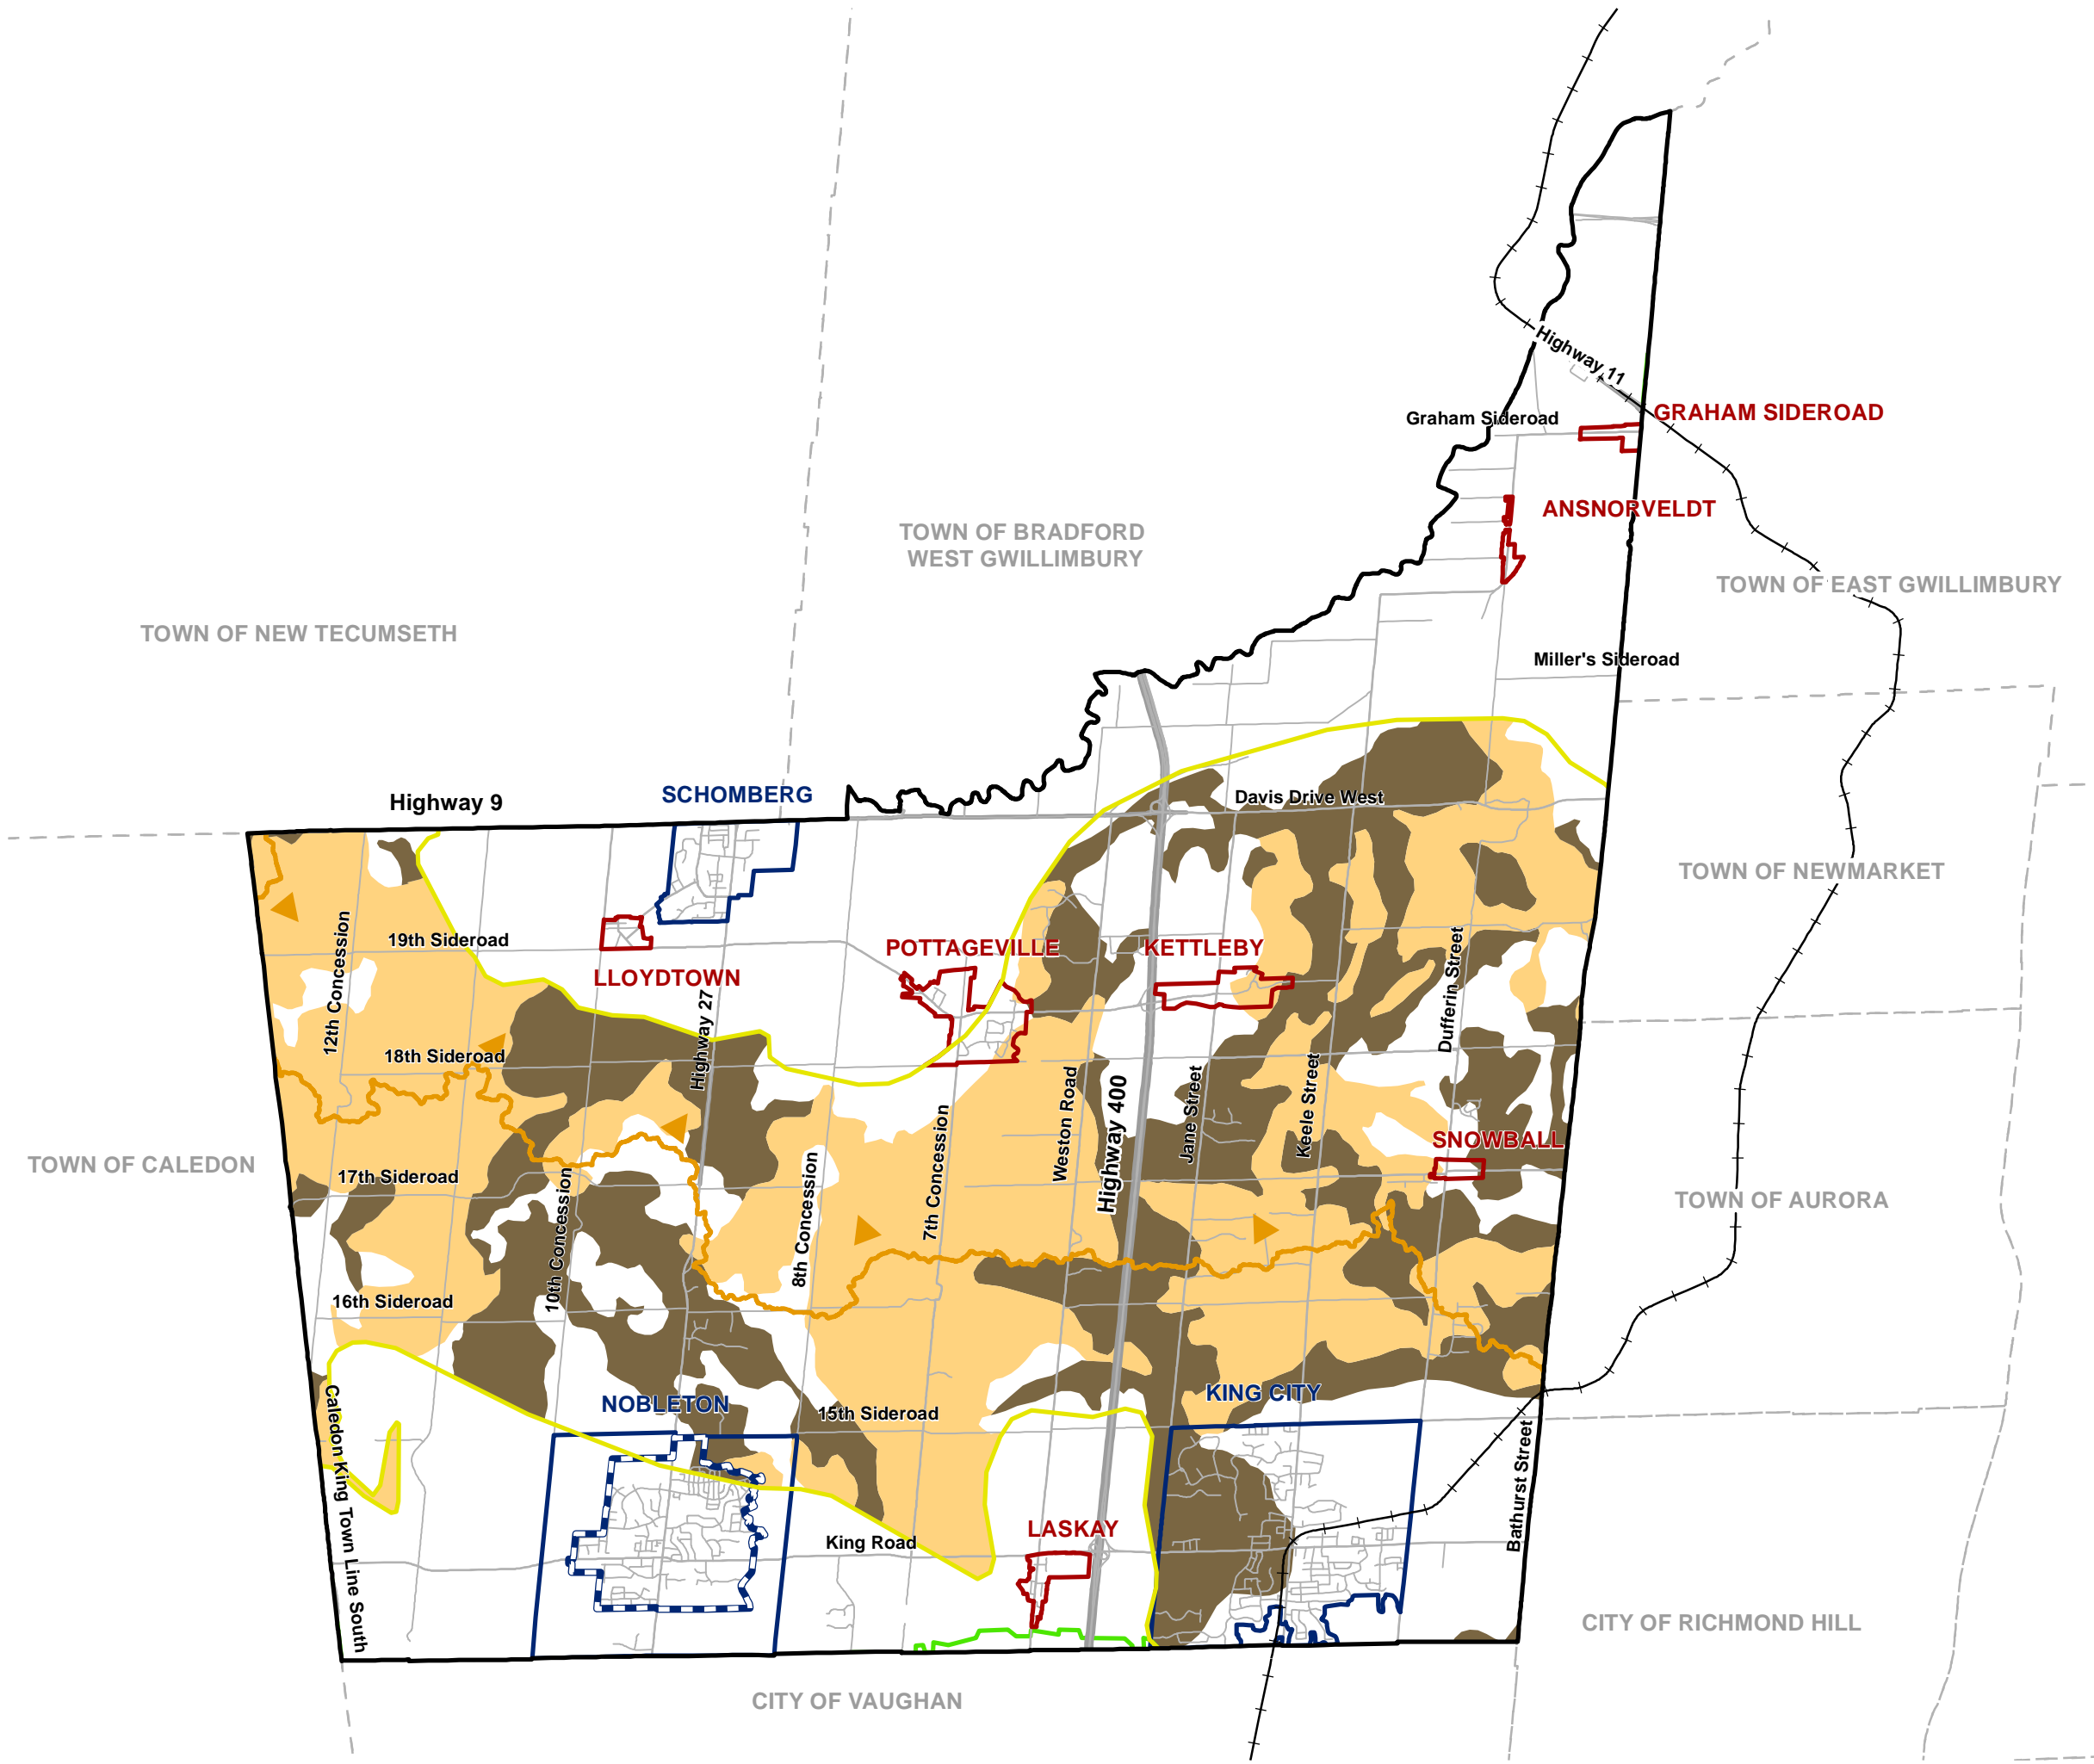 Highway 11
Graham Sideroad
GRAHAM SIDEROAD
ANSNORVELDT
TOWN OF BRADFORD
WEST GWILLIMBURY
TOWN OF EAST GWILLIMBURY
TOWN OF NEW TECUMSETH
Miller's Sideroad
SCHOMBERG
Highway 9
Davis Drive West
TOWN OF NEWMARKET
19th Sideroad
12th Concession
LLOYDTOWN
POTTAGEVILLE
KETTLEBY
Dufferin Street
18th Sideroad
Highway 27
Weston Road
Highway 400
Jane Street
Keele Street
SNOWBALL
TOWN OF CALEDON
17th Sideroad
10th Concession
8th Concession
7th Concession
TOWN OF AURORA
16th Sideroad
NOBLETON
15th Sideroad
KING CITY
Caledon King Town Line South
Bathurst Street
King Road
LASKAY
CITY OF RICHMOND HILL
CITY OF VAUGHAN